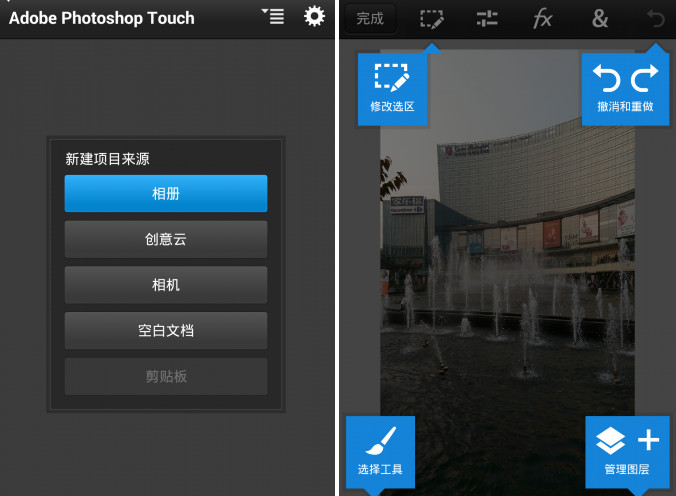 Adobe Photoshop Touch
新建项目来源
相册
创意云
相机
空白文档
剪贴板
完成
fx
&
修改选区
撤消和重做
选择工具
管理图层